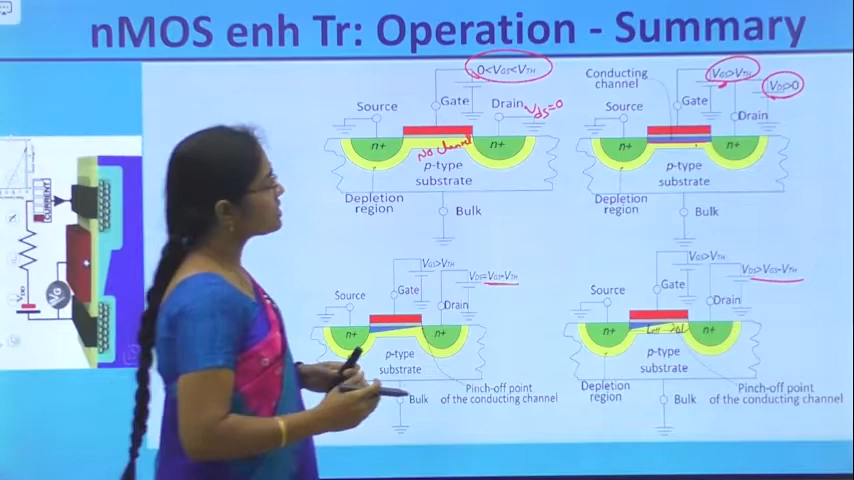 nMOS enh Tr: Operation - Summary
0<VGS<VTH
Source
Gate
Drain
Vds=0
n+
No channel
n+
p-type
substrate
Depletion
region
Bulk
Conducting
channel
VGS>VTH
VDS>0
Source
Gate
Drain
n+
n+
p-type
substrate
Depletion
region
Bulk
CURRENT
VDD
VG
VGS>VTH
VDS=VGS-VTH
Source
Gate
Drain
n+
n+
p-type
substrate
Bulk
Pinch-off point
of the conducting channel
VGS>VTH
VDS>VGS-VTH
Source
Gate
Drain
n+
n+
p-type
substrate
Depletion
region
Bulk
Pinch-off point
of the conducting channel